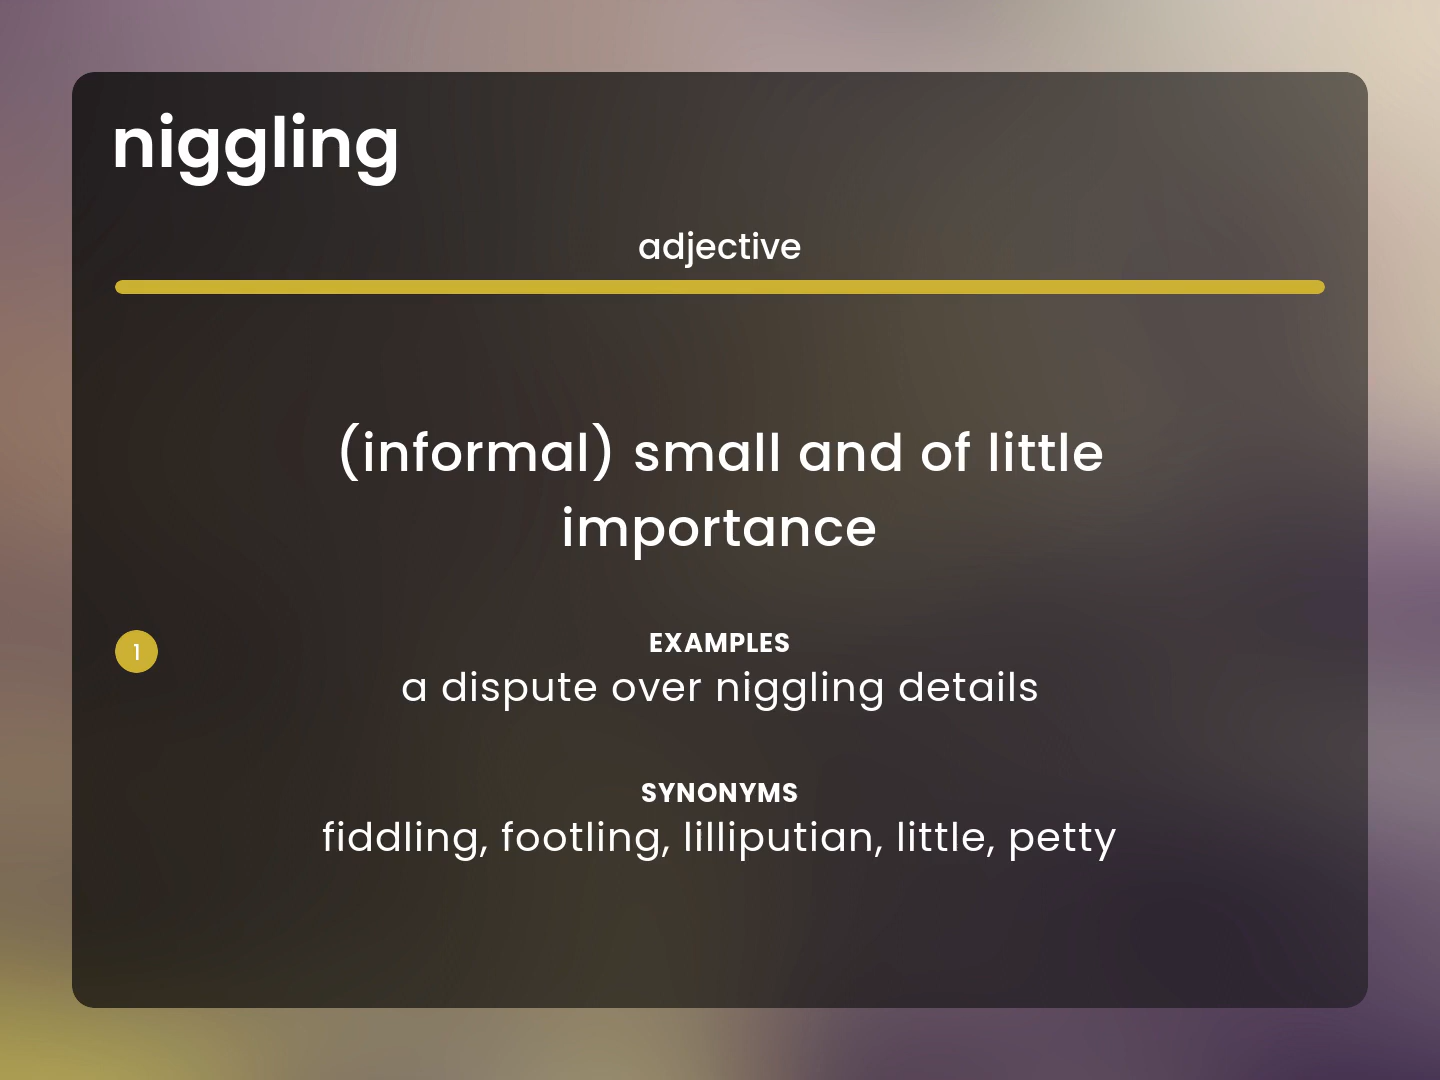 niggling
adjective
(informal) small and of little
importance
1
EXAMPLES
a dispute over niggling details
SYNONYMS
fiddling, footling, lilliputian, little, petty